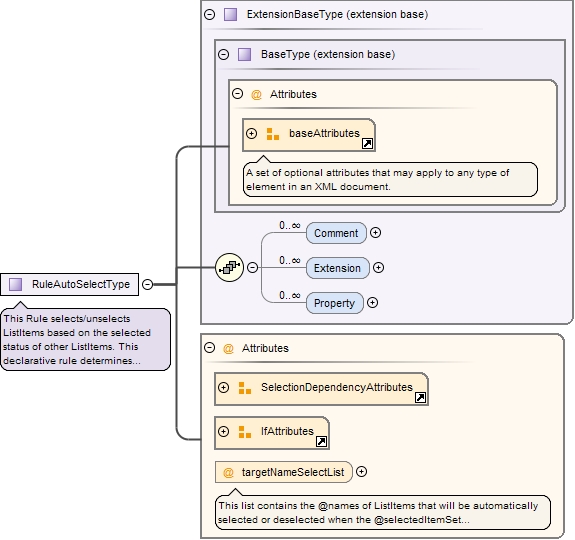 ExtensionBaseType (extension base)
BaseType (extension base)
@ Attributes
baseAttributes
A set of optional attributes that may apply to any type of
element in an XML document.
0..∞
Comment
0..∞
Extension
0..∞
Property
RuleAutoSelectType
This Rule selects/unselects
ListItems based on the selected
status of other ListItems. This
declarative rule determines...
@ Attributes
SelectionDependencyAttributes
IfAttributes
@ targetNameSelectList
This list contains the @names of ListItems that will be automatically
selected or deselected when the @selectedItemSet...